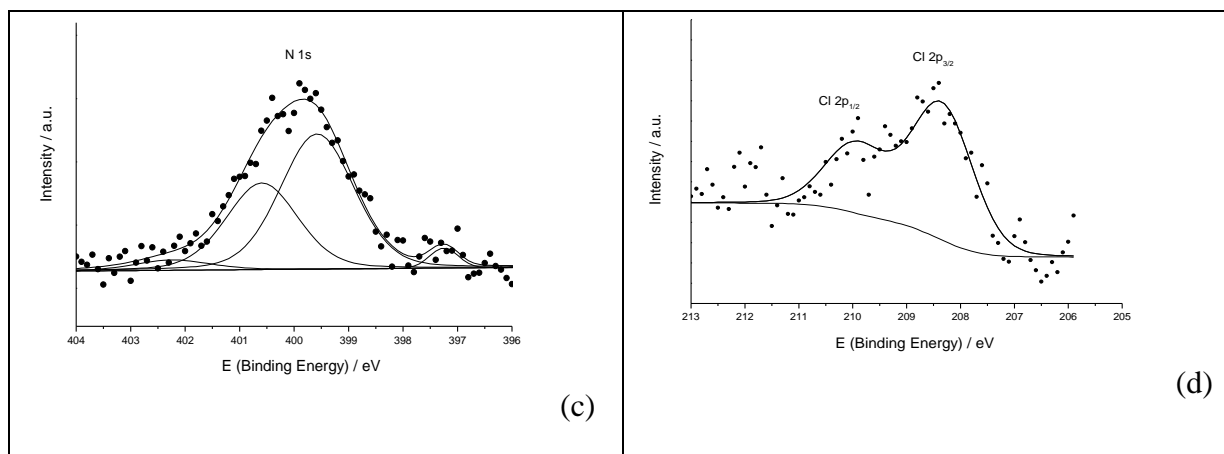 N 1s
Intensity / a.u.
404 403 402 401 400 399 398 397 396
E (Binding Energy) / eV
(c)
Cl 2p3/2
Cl 2p1/2
Intensity / a.u.
213 212 211 210 209 208 207 206 205
E (Binding Energy) / eV
(d)